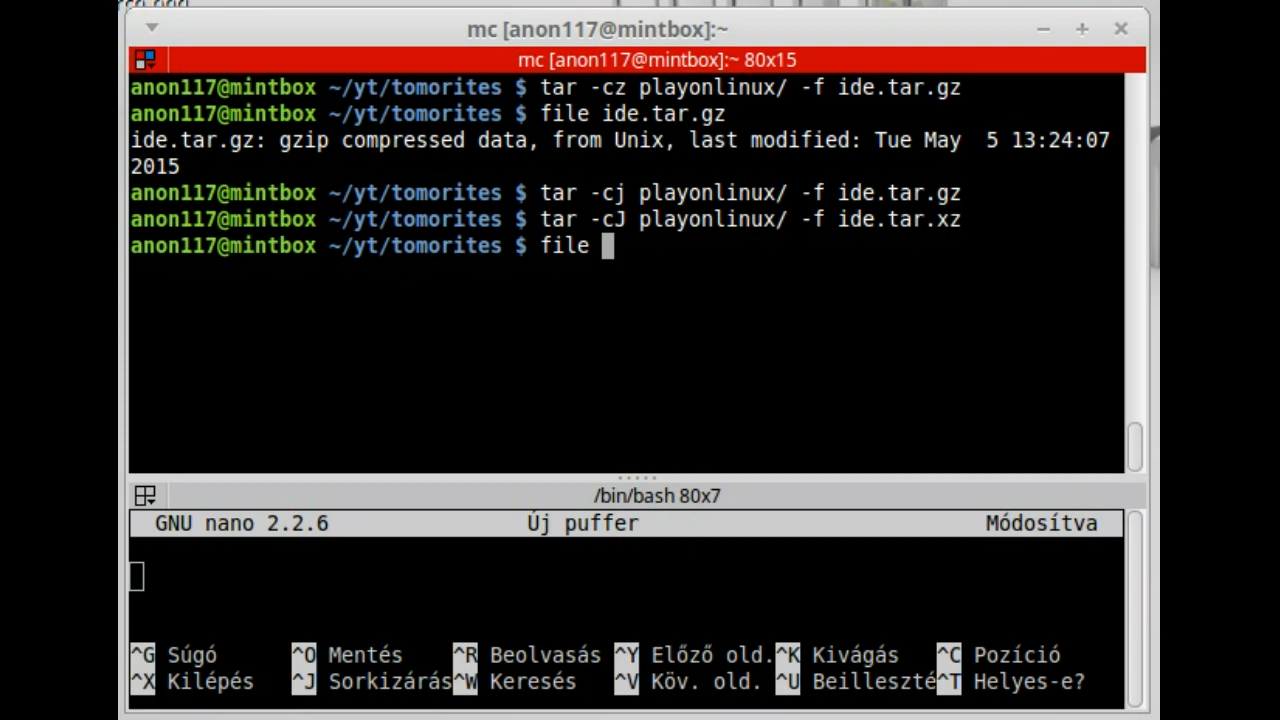 mc [anon117@mintbox]:~
mc [anon117@mintbox]:~ 80x15
anon117@mintbox ~/yt/tomorites $ tar -cz playonlinux/ -f ide.tar.gz
anon117@mintbox ~/yt/tomorites $ file ide.tar.gz
ide.tar.gz: gzip compressed data, from Unix, last modified: Tue May  5 13:24:07
2015
anon117@mintbox ~/yt/tomorites $ tar -cj playonlinux/ -f ide.tar.gz
anon117@mintbox ~/yt/tomorites $ tar -cJ playonlinux/ -f ide.tar.xz
anon117@mintbox ~/yt/tomorites $ file
/bin/bash 80x7
GNU nano 2.2.6 Új puffer Módosítva
^G Súgó ^O Mentés ^R Beolvasás ^Y Előző old. ^K Kivágás ^C Pozíció
^X Kilépés ^J Sorkizárás ^W Keresés ^V Köv. old. ^U Beilleszté ^T Helyes-e?